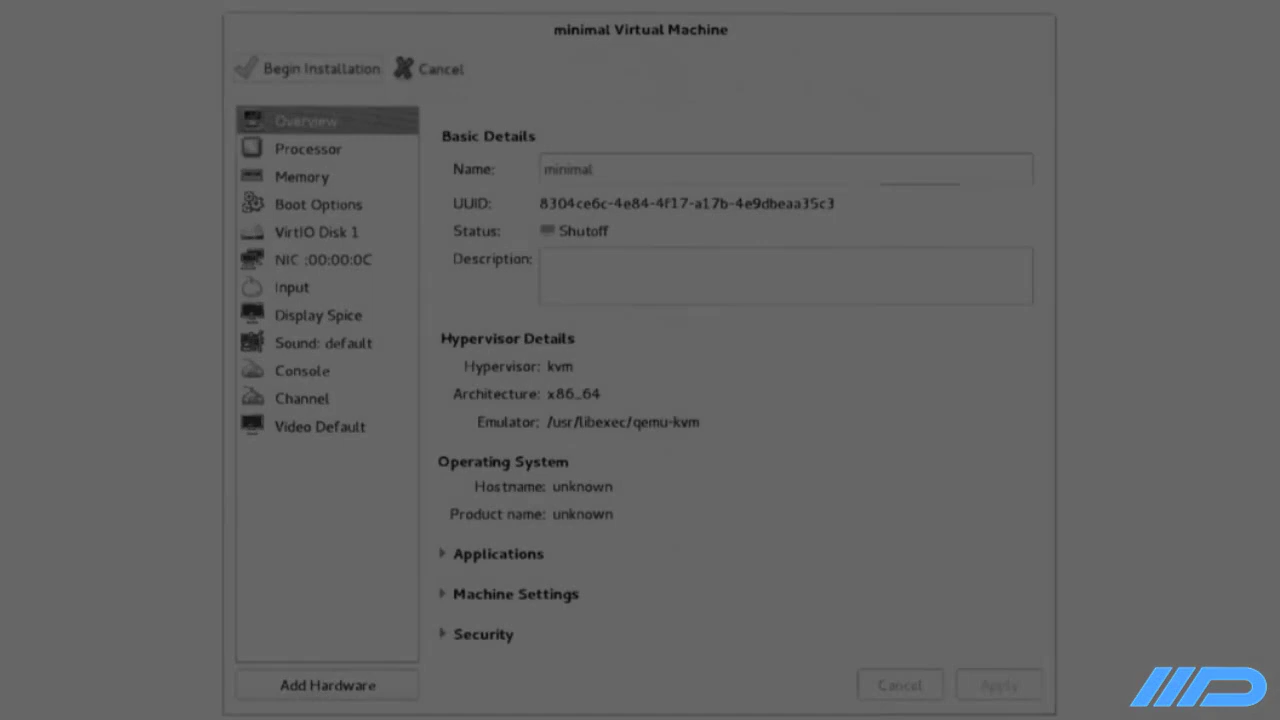 minimal Virtual Machine
Begin Installation
Cancel
Overview
Processor
Memory
Boot Options
VirtIO Disk 1
NIC :00:00:0C
Input
Display Spice
Sound: default
Console
Channel
Video Default
Add Hardware
Basic Details
Name: minimal
UUID: 8304ce6c-4e84-4f17-a17b-4e9dbeaa35c3
Status: Shutoff
Description:
Hypervisor Details
Hypervisor: kvm
Architecture: x86_64
Emulator: /usr/libexec/qemu-kvm
Operating System
Hostname: unknown
Product name: unknown
Applications
Machine Settings
Security
Cancel
Apply